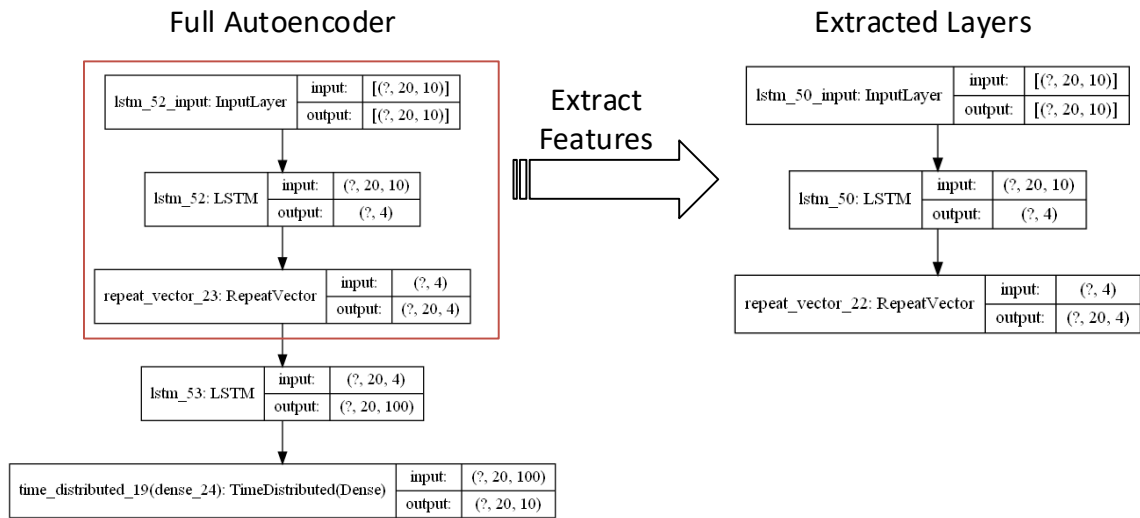 Full Autoencoder
lstm_52_input: InputLayer
input: [(?, 20, 10)]
output: [(?, 20, 10)]
lstm_52: LSTM
input: (?, 20, 10)
output: (?, 4)
repeat_vector_23: RepeatVector
input: (?, 4)
output: (?, 20, 4)
lstm_53: LSTM
input: (?, 20, 4)
output: (?, 20, 100)
time_distributed_19(dense_24): TimeDistributed(Dense)
input: (?, 20, 100)
output: (?, 20, 10)
Extract
Features
Extracted Layers
lstm_50_input: InputLayer
input: [(?, 20, 10)]
output: [(?, 20, 10)]
lstm_50: LSTM
input: (?, 20, 10)
output: (?, 4)
repeat_vector_22: RepeatVector
input: (?, 4)
output: (?, 20, 4)